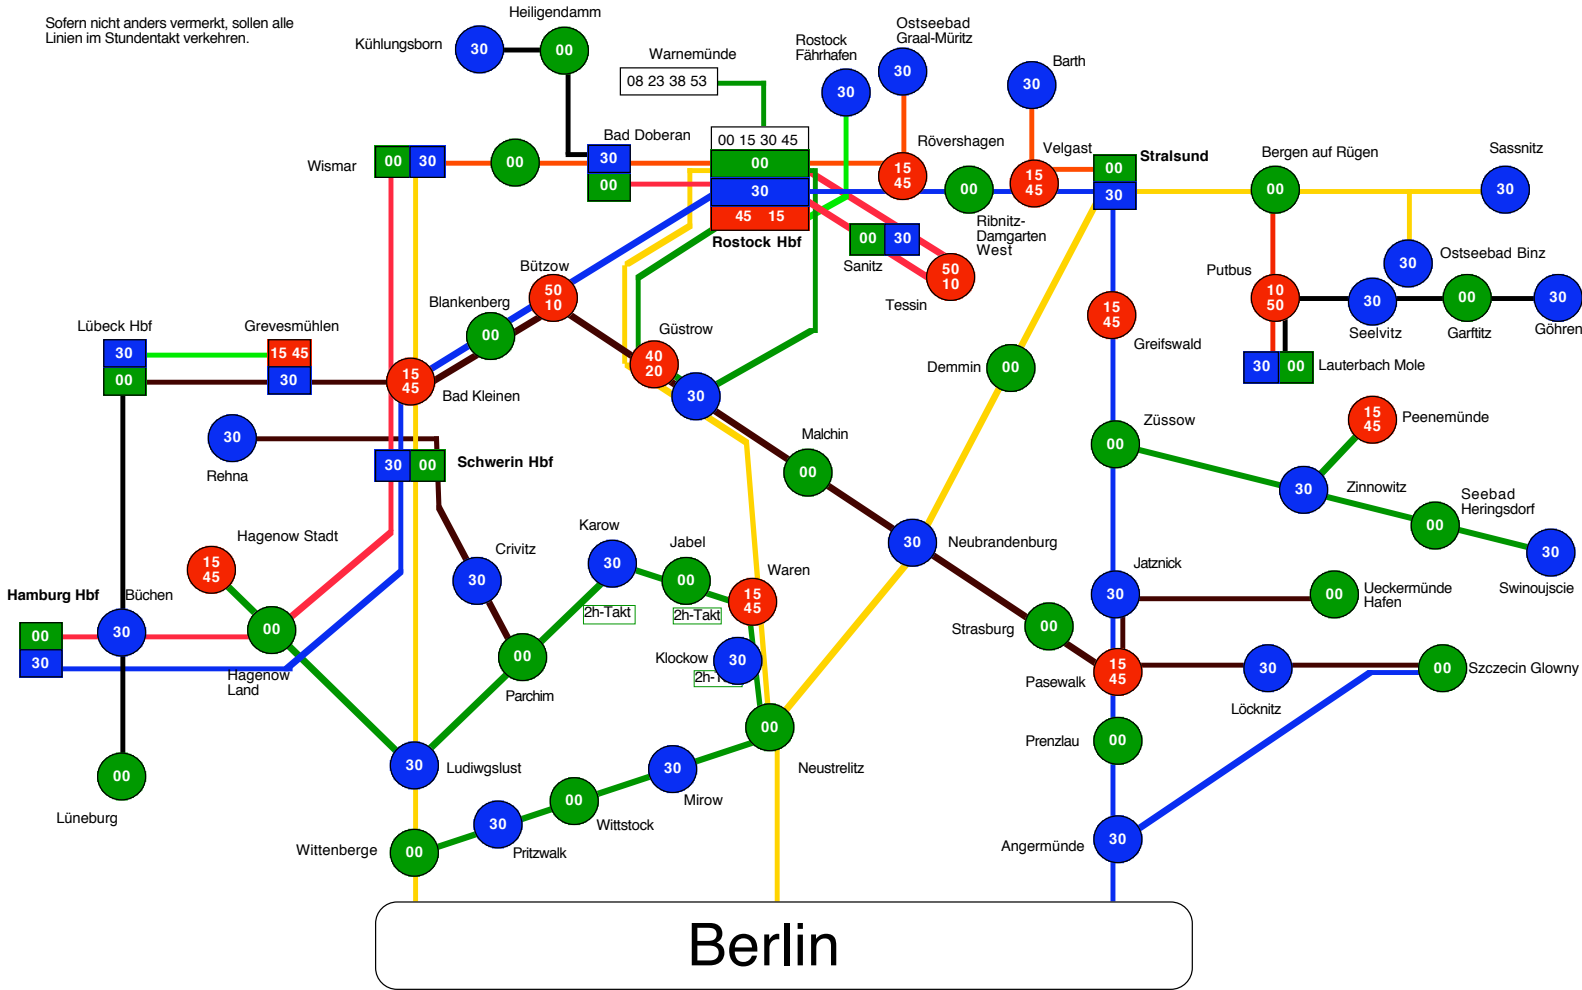 Sofern nicht anders vermerkt, sollen alle
Linien im Stundentakt verkehren.
Heiligendamm
Kühlungsborn
30
00
Warnemünde
08 23 38 53
Rostock
Fährhafen
30
Ostseebad
Graal-Müritz
30
Barth
30
Wismar
00 30
00
Bad Doberan
30
00
00 15 30 45
00
30
45 15
Rostock Hbf
Rövershagen
15
45
00
Ribnitz-
Damgarten
West
Velgast
15
45
Stralsund
00
30
Bergen auf Rügen
00
Sassnitz
30
Ostseebad Binz
30
Sanitz
00 30
Tessin
50
10
Bützow
50
10
Blankenberg
00
Lübeck Hbf
30
00
Grevesmühlen
15 45
30
Bad Kleinen
15
45
Güstrow
40
20
30
Demmin
00
Greifswald
15
45
Putbus
10
50
30
Seelvitz
00
Garftitz
30
Göhren
30 00
Lauterbach Mole
Rehna
30
Schwerin Hbf
30 00
Malchin
00
Züssow
00
Peenemünde
15
45
Zinnowitz
30
Seebad
Heringsdorf
00
Swinoujscie
30
Hagenow Stadt
15
45
Crivitz
30
Karow
30
2h-Takt
Jabel
00
2h-Takt
Waren
15
45
Neubrandenburg
30
Jatznick
30
Ueckermünde
Hafen
00
Hamburg Hbf
00
30
Büchen
30
00
Hagenow
Land
Parchim
00
Klockow
30
2h-T
Strasburg
00
Pasewalk
15
45
Löcknitz
30
Szczecin Glowny
00
Lüneburg
00
Ludiwgslust
30
Neustrelitz
00
Prenzlau
00
Mirow
30
Wittstock
00
Pritzwalk
30
Wittenberge
00
Angermünde
30
Berlin